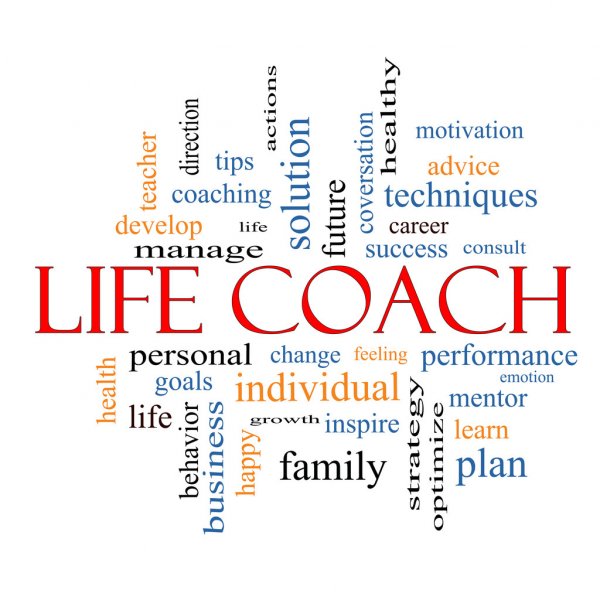 actions
healthy
direction
solution
coversation
motivation
teacher
tips
advice
coaching
future
techniques
develop
life
career
manage
success
consult
LIFE COACH
personal
change
feeling
performance
health
goals
individual
emotion
life
growth
inspire
strategy
mentor
behavior
business
happy
family
optimize
learn
plan